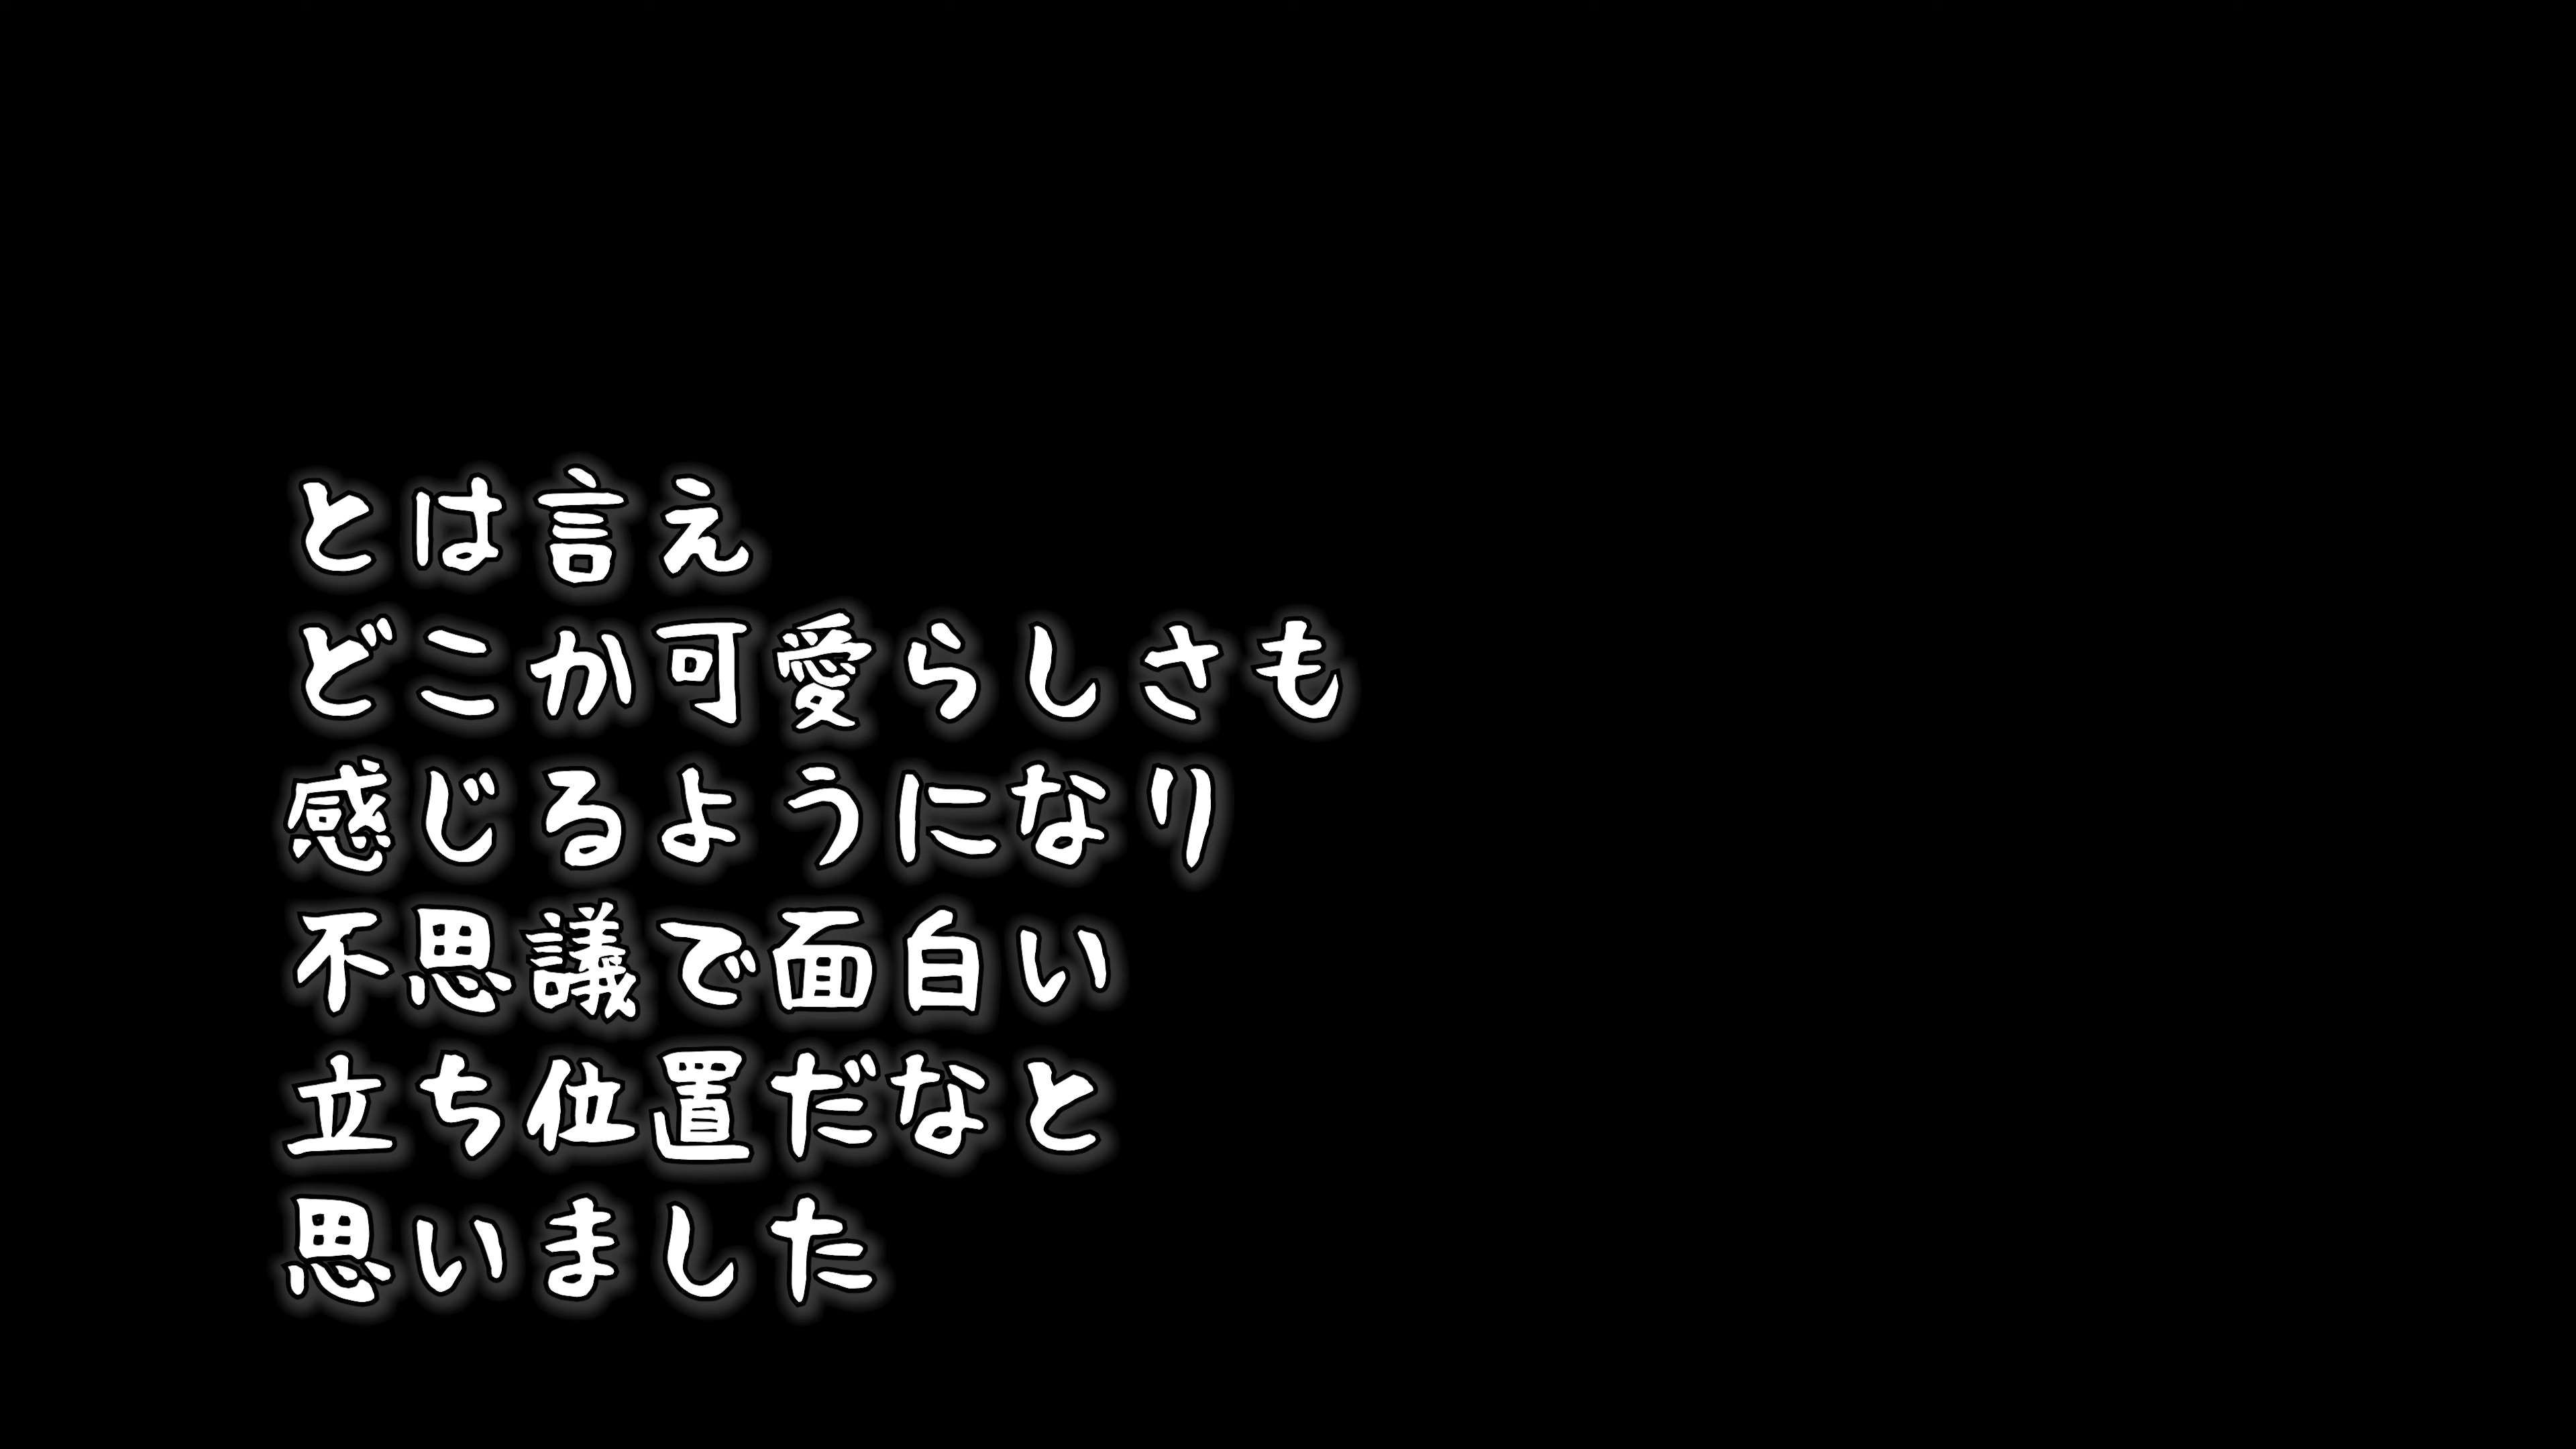 とは言え
どこか可愛らしさも
感じるようになり
不思議で面白い
立ち位置だなと
思いました